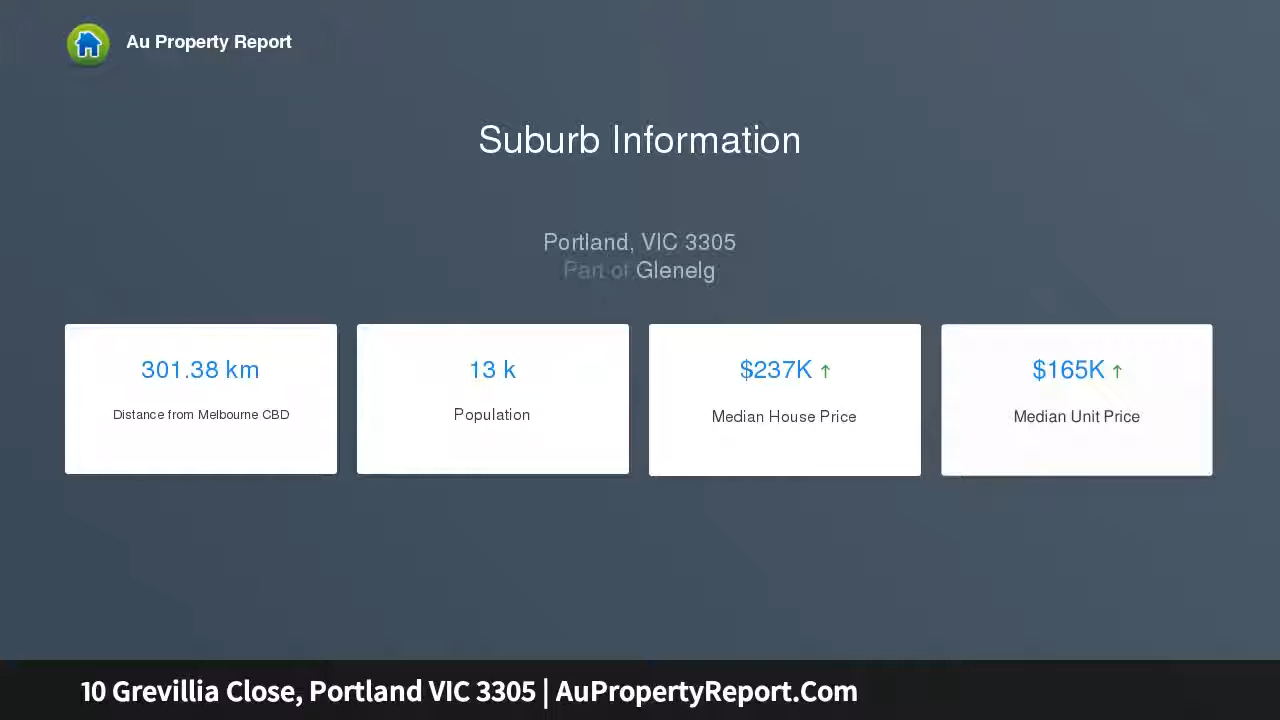 Au Property Report
Suburb Information
Portland, VIC 3305
Part of Glenelg
301.38 km
Distance from Melbourne CBD
13 k
Population
$237K ↑
Median House Price
$165K ↑
Median Unit Price
10 Grevillia Close, Portland VIC 3305 | AuPropertyReport.Com